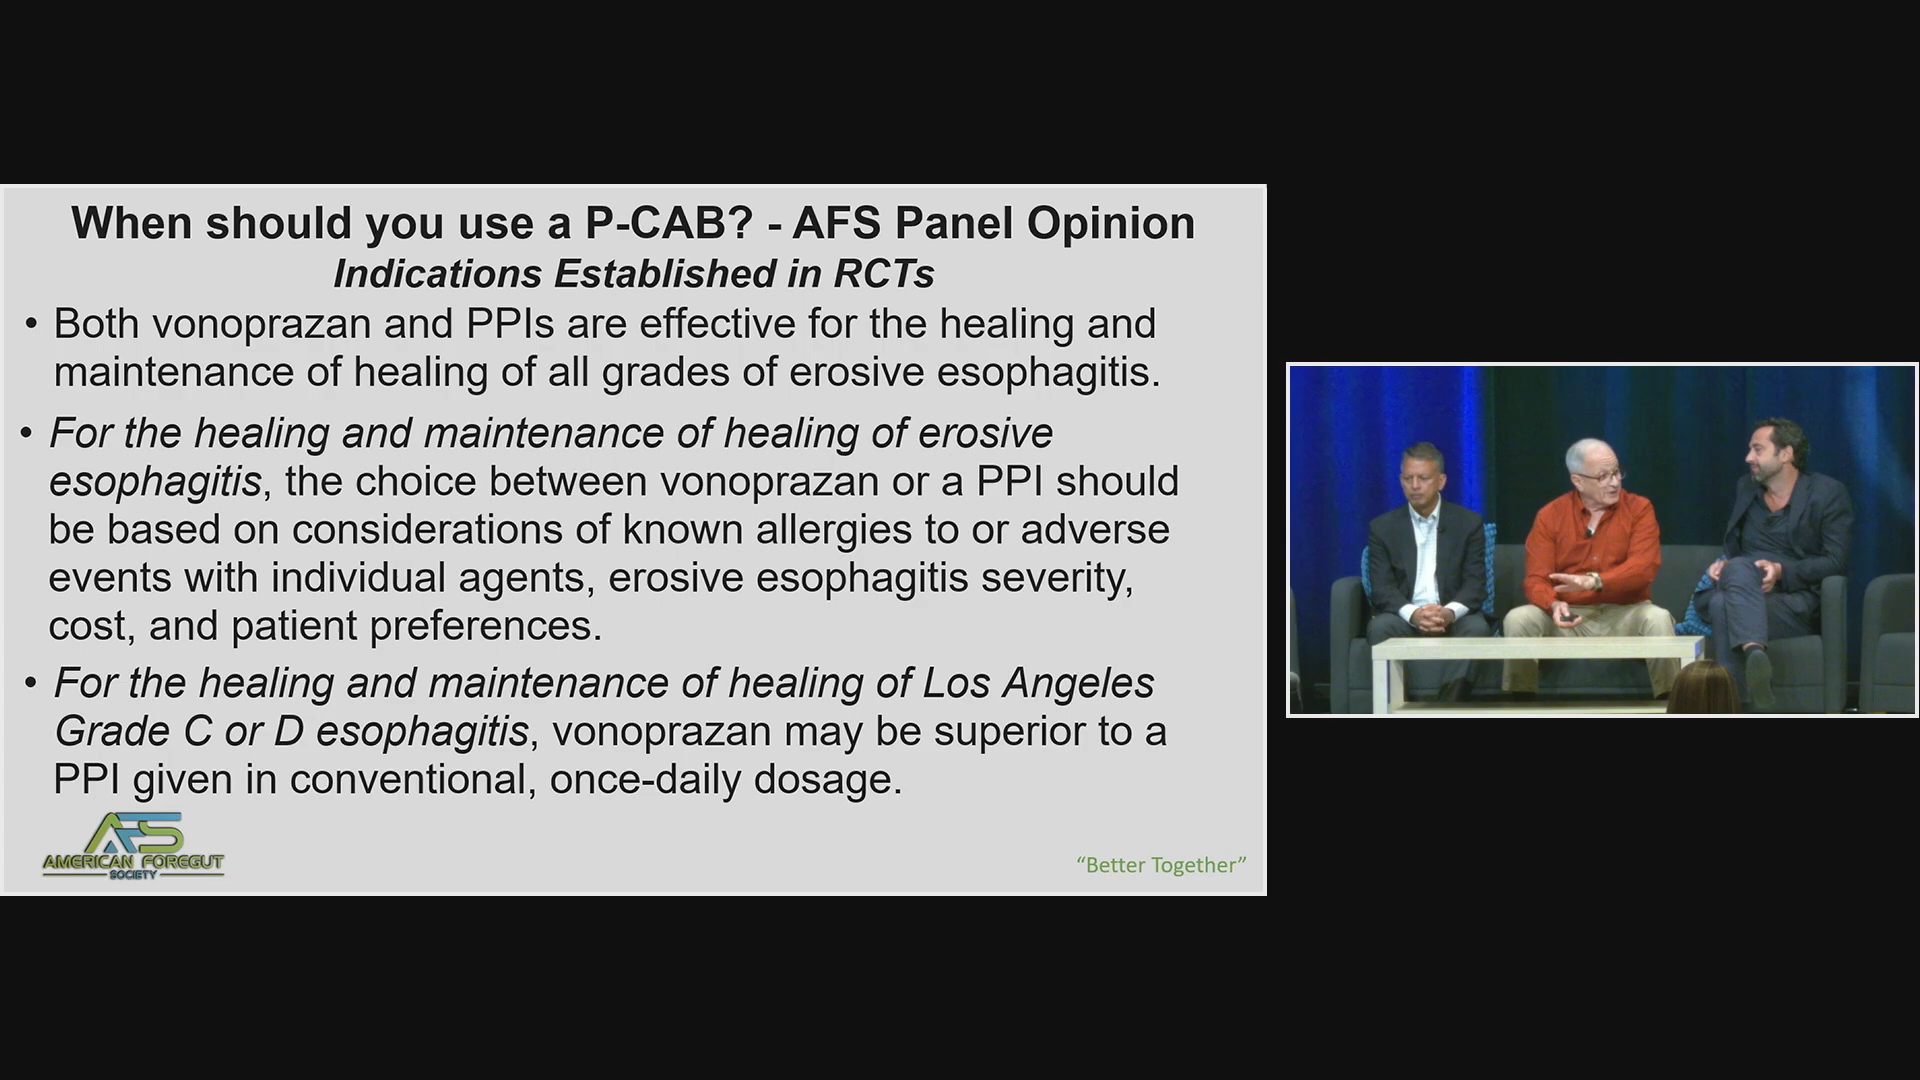 When should you use a P-CAB? - AFS Panel Opinion
Indications Established in RCTs
• Both vonoprazan and PPIs are effective for the healing and
maintenance of healing of all grades of erosive esophagitis.
• For the healing and maintenance of healing of erosive
esophagitis, the choice between vonoprazan or a PPI should
be based on considerations of known allergies to or adverse
events with individual agents, erosive esophagitis severity,
cost, and patient preferences.
• For the healing and maintenance of healing of Los Angeles
Grade C or D esophagitis, vonoprazan may be superior to a
PPI given in conventional, once-daily dosage.
AFS
AMERICAN FOREGUT
SOCIETY
“Better Together”